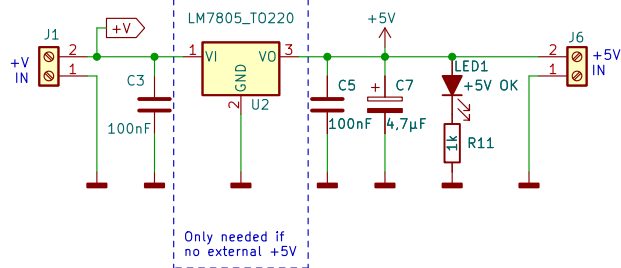 LM7805_TO220
+5V
J1
+V
J6
+V
IN
2
1
1
VI
VO
3
GND
2
U2
C3
100nF
C5
100nF
C7
+
4,7µF
LED1
+5V OK
1k
R11
2
1
+5V
IN
Only needed if
no external +5V